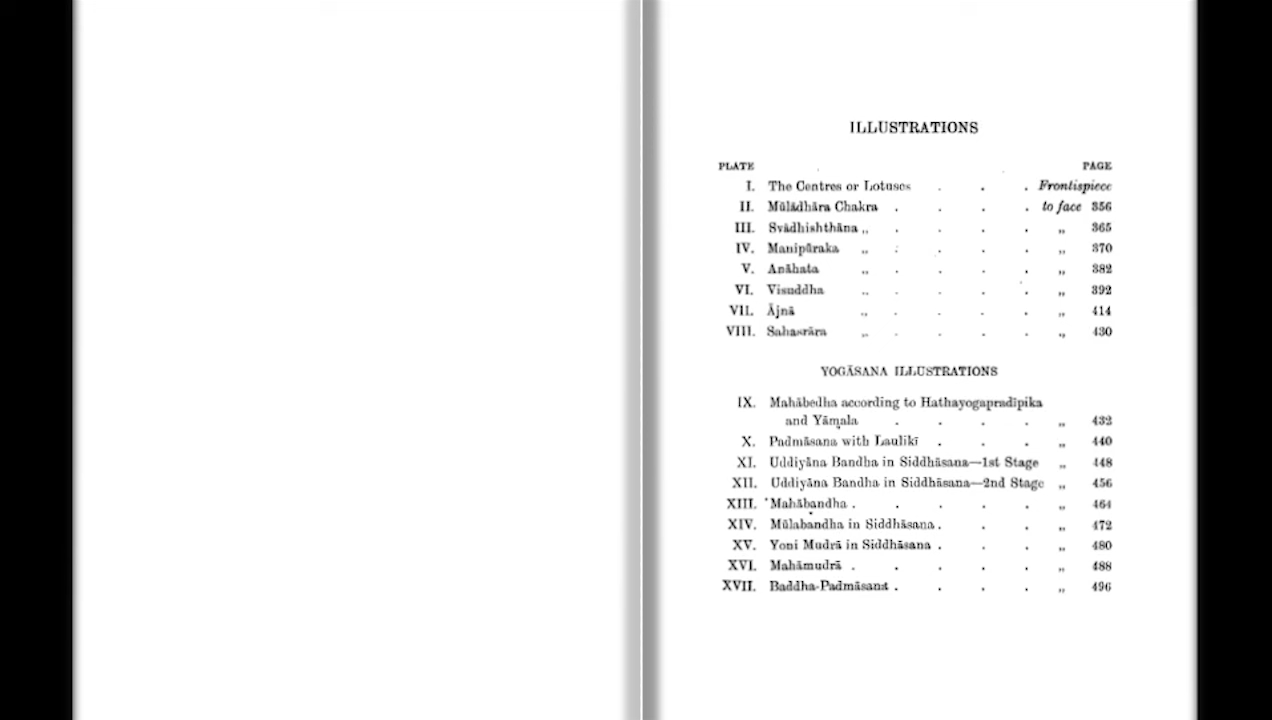 ILLUSTRATIONS
PLATE PAGE
I. The Centres or Lotuses . . . Frontispiece
II. Mūlādhāra Chakra . . . . to face 356
III. Svādhishthāna „ . . . . „ 365
IV. Manipūraka „ . . . . „ 370
V. Anāhata „ . . . . „ 382
VI. Visuddha „ . . . . „ 392
VII. Ājnā „ . . . . „ 414
VIII. Sahasrāra „ . . . . „ 430
YOGĀSANA ILLUSTRATIONS
IX. Mahābedha according to Hathayogapradīpika
and Yāmala . . . . „ 432
X. Padmāsana with Laulikī . . . „ 440
XI. Uddiyāna Bandha in Siddhāsana—1st Stage „ 448
XII. Uddiyāna Bandha in Siddhāsana—2nd Stage „ 456
XIII. Mahābandha . . . . . „ 464
XIV. Mūlabandha in Siddhāsana . . . „ 472
XV. Yoni Mudrā in Siddhāsana . . . „ 480
XVI. Mahāmudrā . . . . . „ 488
XVII. Baddha-Padmāsana . . . . „ 496